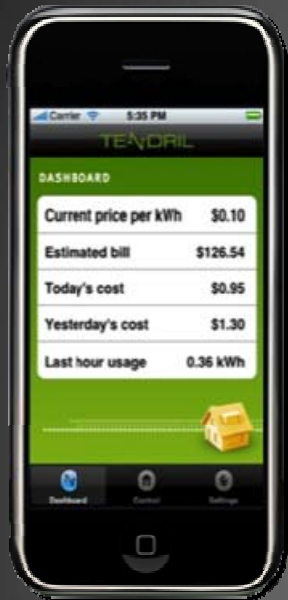 Carrier 5:35 PM
TENDRIL
DASHBOARD
Current price per kWh $0.10
Estimated bill $126.54
Today's cost $0.95
Yesterday's cost $1.30
Last hour usage 0.36 kWh
Dashboard Control Settings